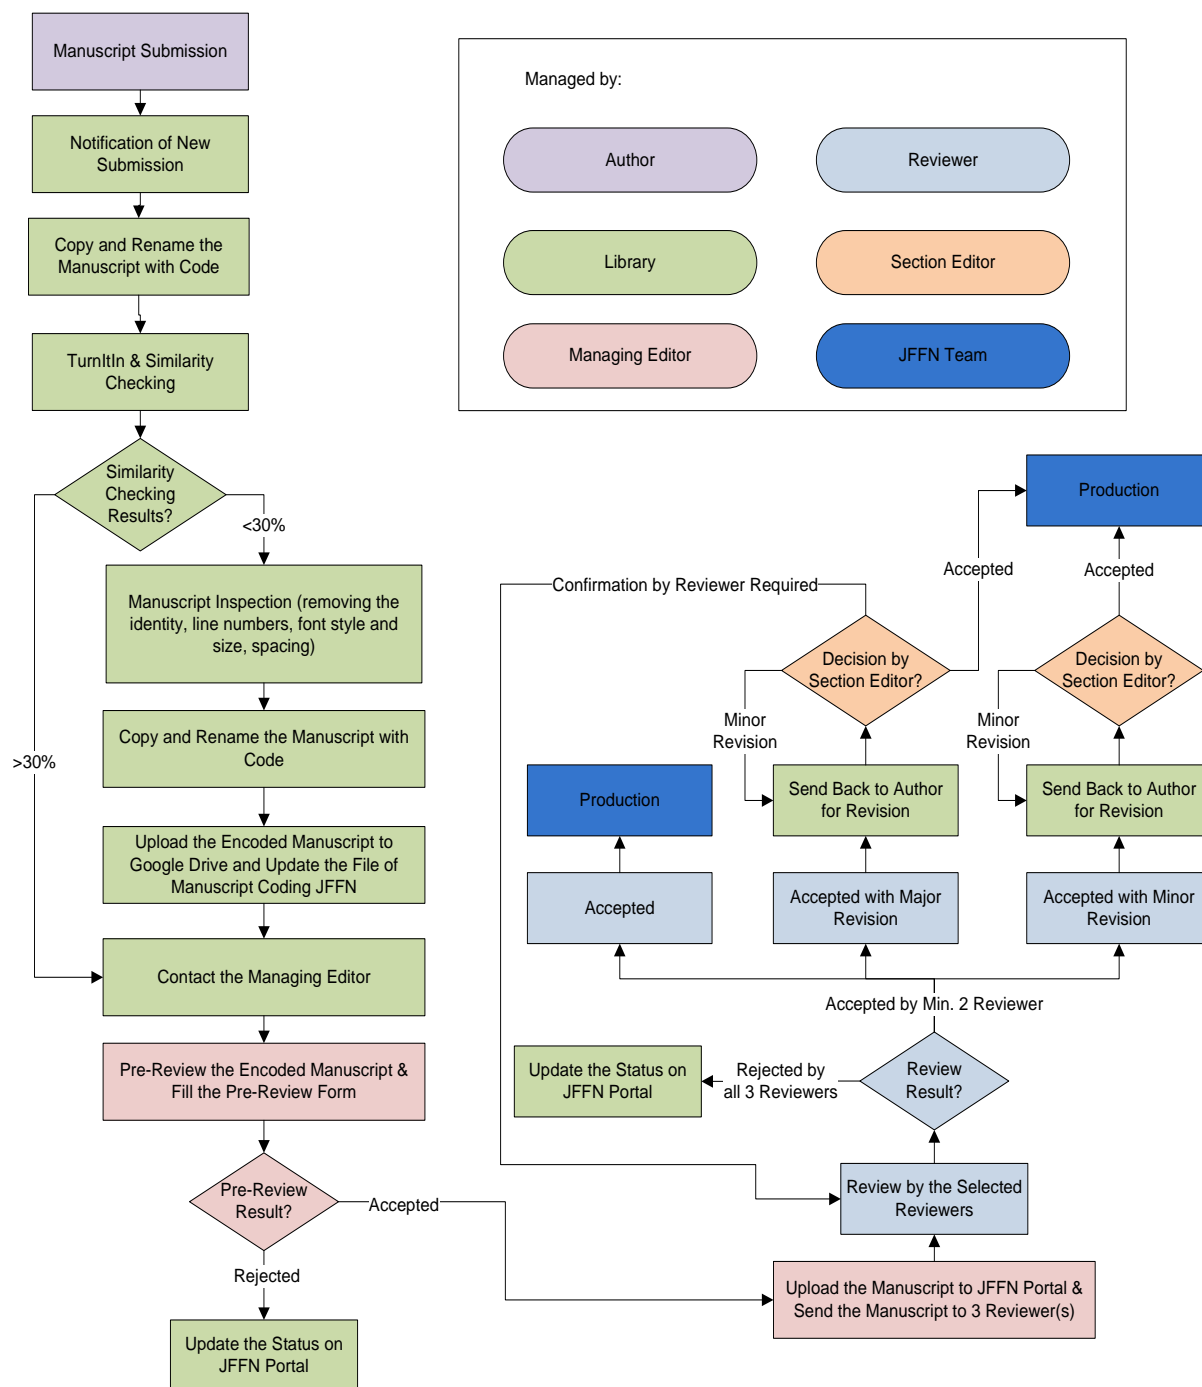 Manuscript Submission
Notification of New
Submission
Copy and Rename the
Manuscript with Code
TurnItIn & Similarity
Checking
Similarity
Checking
Results?
<30%
>30%
Manuscript Inspection (removing the
identity, line numbers, font style and
size, spacing)
Copy and Rename the Manuscript with
Code
Upload the Encoded Manuscript to
Google Drive and Update the File of
Manuscript Coding JFFN
Contact the Managing Editor
Pre-Review the Encoded Manuscript &
Fill the Pre-Review Form
Pre-Review
Result?
Accepted
Rejected
Update the Status on
JFFN Portal
Managed by:
Author
Reviewer
Library
Section Editor
Managing Editor
JFFN Team
Production
Accepted
Accepted
Confirmation by Reviewer Required
Decision by
Section Editor?
Decision by
Section Editor?
Minor
Revision
Minor
Revision
Production
Send Back to Author
for Revision
Send Back to Author
for Revision
Accepted
Accepted with Major
Revision
Accepted with Minor
Revision
Accepted by Min. 2 Reviewer
Update the Status on
JFFN Portal
Rejected by
all 3 Reviewers
Review
Result?
Review by the Selected
Reviewers
Upload the Manuscript to JFFN Portal &
Send the Manuscript to 3 Reviewer(s)